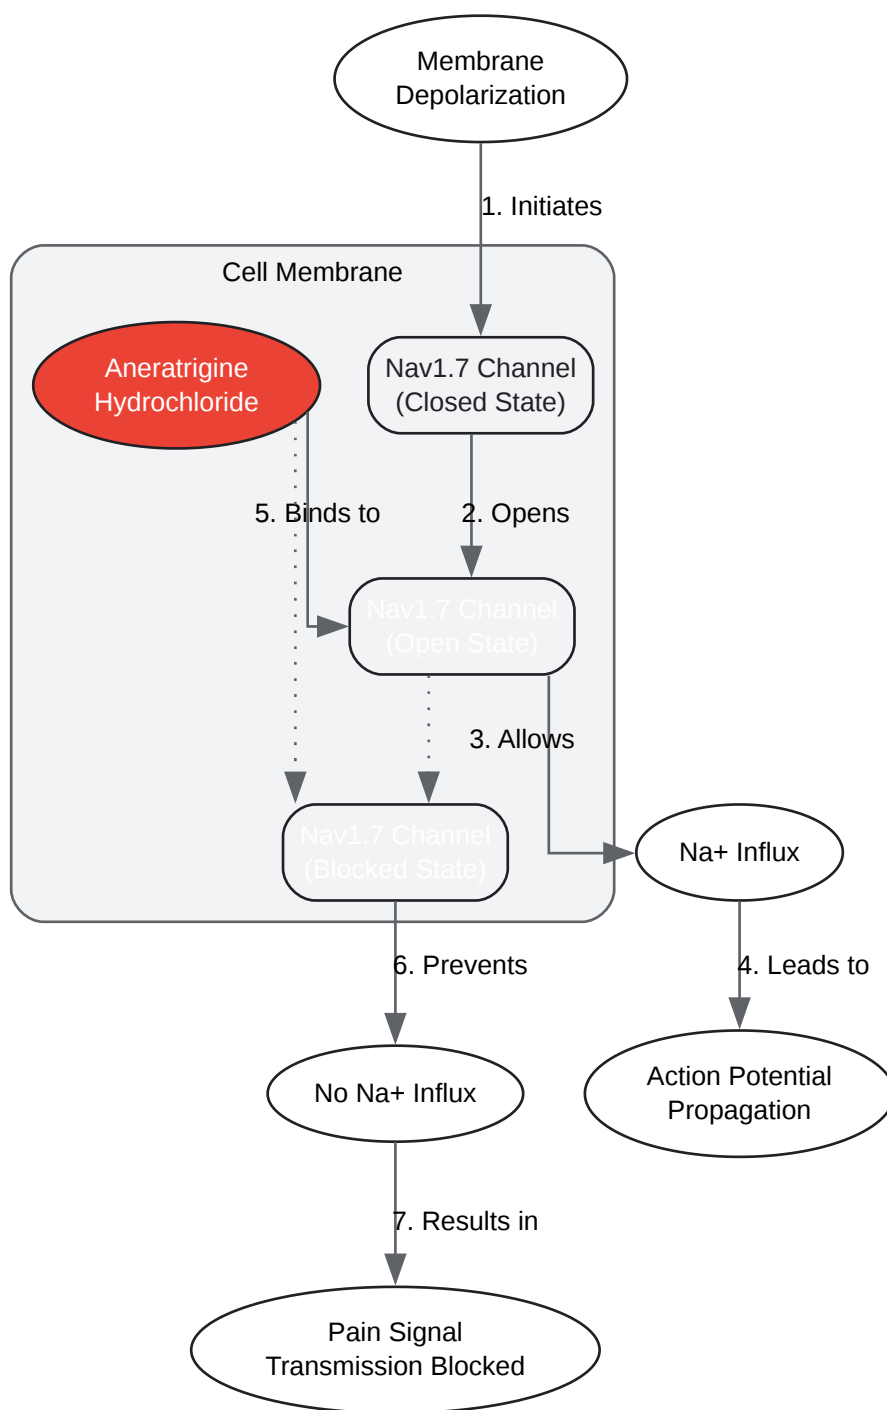 Membrane
Depolarization
1. Initiates
Cell Membrane
Aneratrigine
Hydrochloride
Nav1.7 Channel
(Closed State)
5. Binds to
2. Opens
Nav1.7 Channel
(Open State)
3. Allows
Nav1.7 Channel
(Blocked State)
Na+ Influx
6. Prevents
4. Leads to
No Na+ Influx
Action Potential
Propagation
7. Results in
Pain Signal
Transmission Blocked